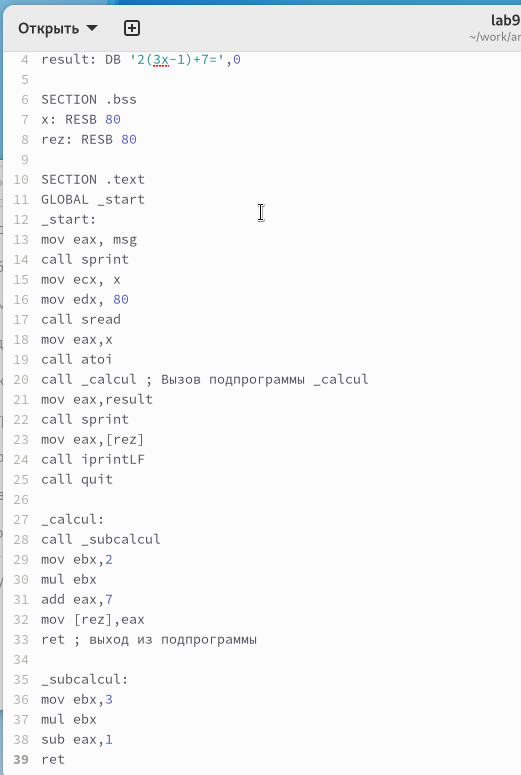 Открыть
lab9
~/work/ar
4 result: DB '2(3x-1)+7=',0
5
6 SECTION .bss
7 x: RESB 80
8 rez: RESB 80
9
10 SECTION .text
11 GLOBAL _start
12 _start:
13 mov eax, msg
14 call sprint
15 mov ecx, x
16 mov edx, 80
17 call sread
18 mov eax,x
19 call atoi
20 call _calcul ; Вызов подпрограммы _calcul
21 mov eax,result
22 call sprint
23 mov eax,[rez]
24 call iprintLF
25 call quit
26
27 _calcul:
28 call _subcalcul
29 mov ebx,2
30 mul ebx
31 add eax,7
32 mov [rez],eax
33 ret ; выход из подпрограммы
34
35 _subcalcul:
36 mov ebx,3
37 mul ebx
38 sub eax,1
39 ret